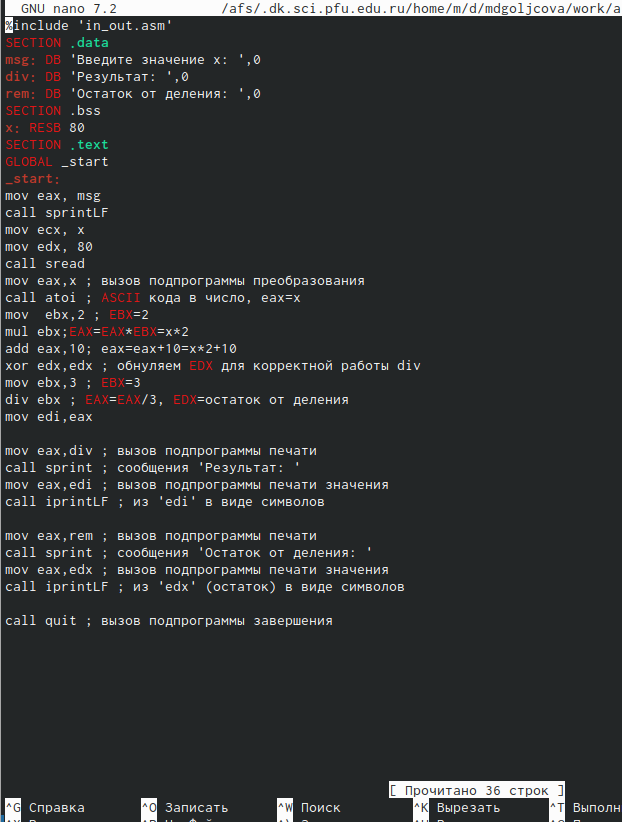 GNU nano 7.2 /afs/.dk.sci.pfu.edu.ru/home/m/d/mdgoljcova/work/a
%include 'in_out.asm'
SECTION .data
msg: DB 'Введите значение x: ',0
div: DB 'Результат: ',0
rem: DB 'Остаток от деления: ',0
SECTION .bss
x: RESB 80
SECTION .text
GLOBAL _start
_start:
mov eax, msg
call sprintLF
mov ecx, x
mov edx, 80
call sread
mov eax,x ; вызов подпрограммы преобразования
call atoi ; ASCII кода в число, eax=x
mov  ebx,2 ; EBX=2
mul ebx;EAX=EAX*EBX=x*2
add eax,10; eax=eax+10=x*2+10
xor edx,edx ; обнуляем EDX для корректной работы div
mov ebx,3 ; EBX=3
div ebx ; EAX=EAX/3, EDX=остаток от деления
mov edi,eax
mov eax,div ; вызов подпрограммы печати
call sprint ; сообщения 'Результат: '
mov eax,edi ; вызов подпрограммы печати значения
call iprintLF ; из 'edi' в виде символов
mov eax,rem ; вызов подпрограммы печати
call sprint ; сообщения 'Остаток от деления: '
mov eax,edx ; вызов подпрограммы печати значения
call iprintLF ; из 'edx' (остаток) в виде символов
call quit ; вызов подпрограммы завершения
[ Прочитано 36 строк ]
^G Справка ^O Записать ^W Поиск ^K Вырезать ^T Выполн